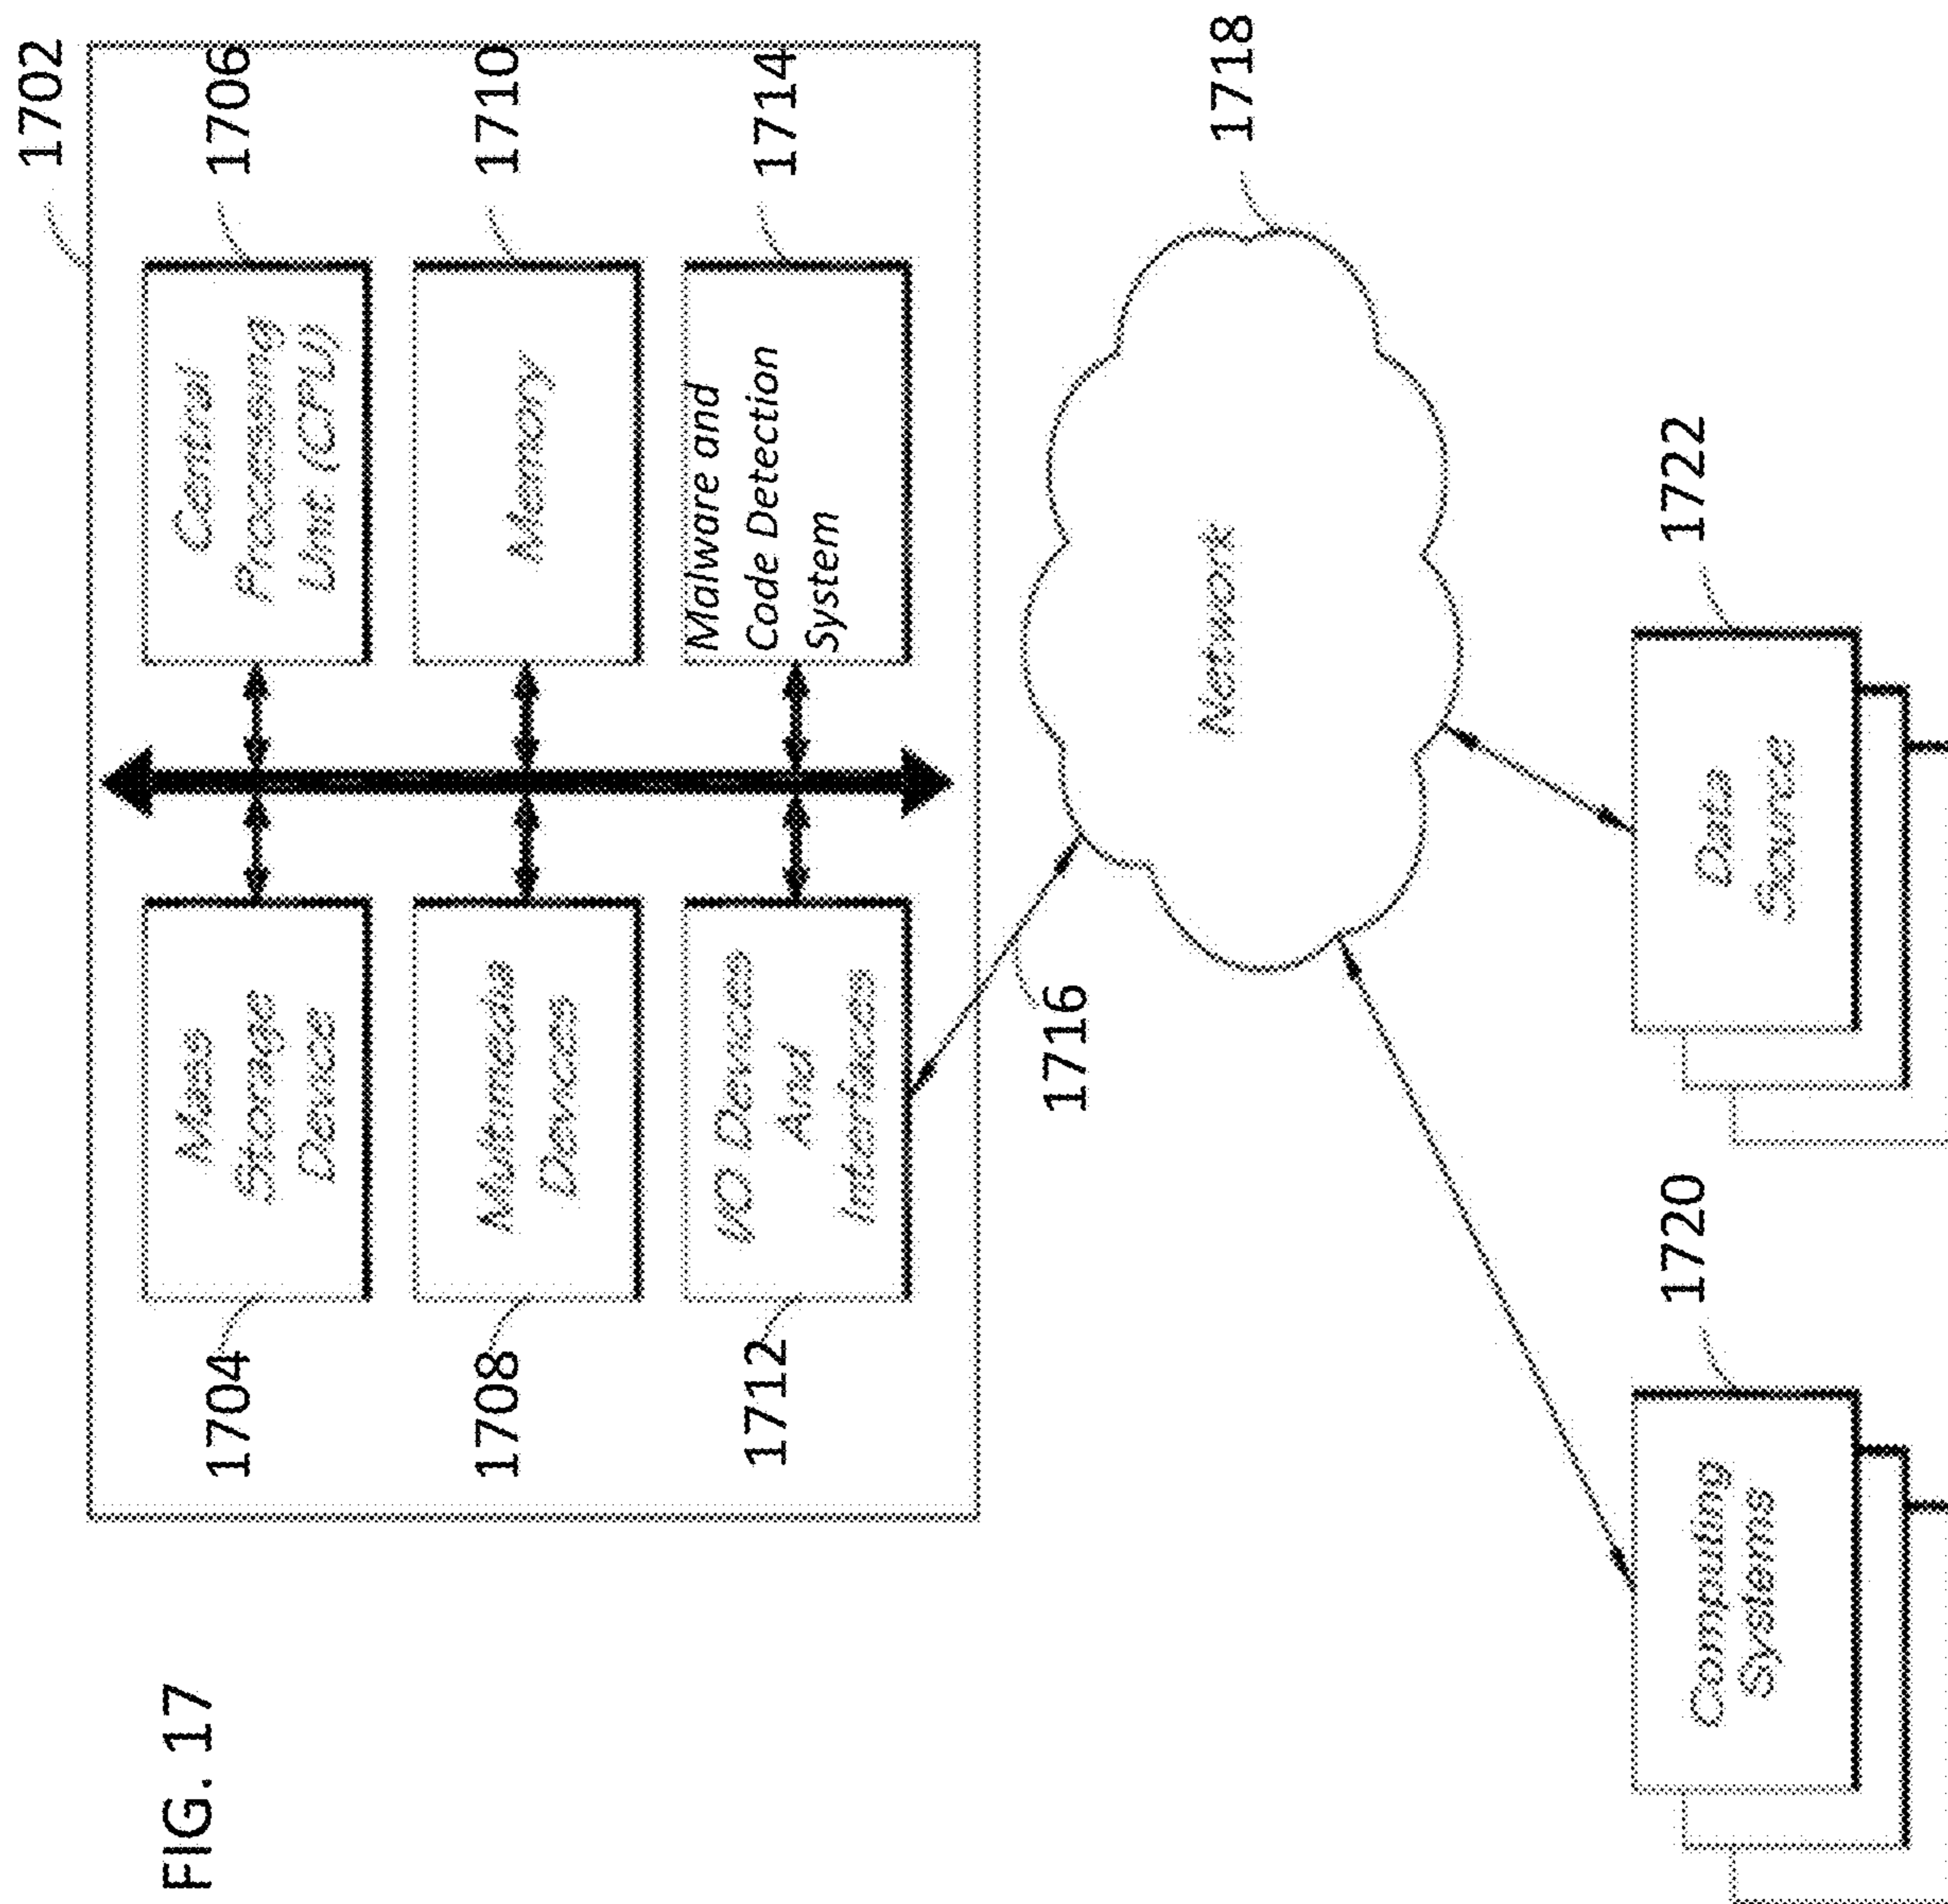 FIG. 17
1702
1704
Mass
Storage
Device
Central
Processing
Unit (CPU)
1706
1708
Multimedia
Devices
Memory
1710
1712
I/O Devices
And
Interfaces
Malware and
Code Detection
System
1714
1716
Network
1718
1720
Computing
Systems
1722
Data
Source